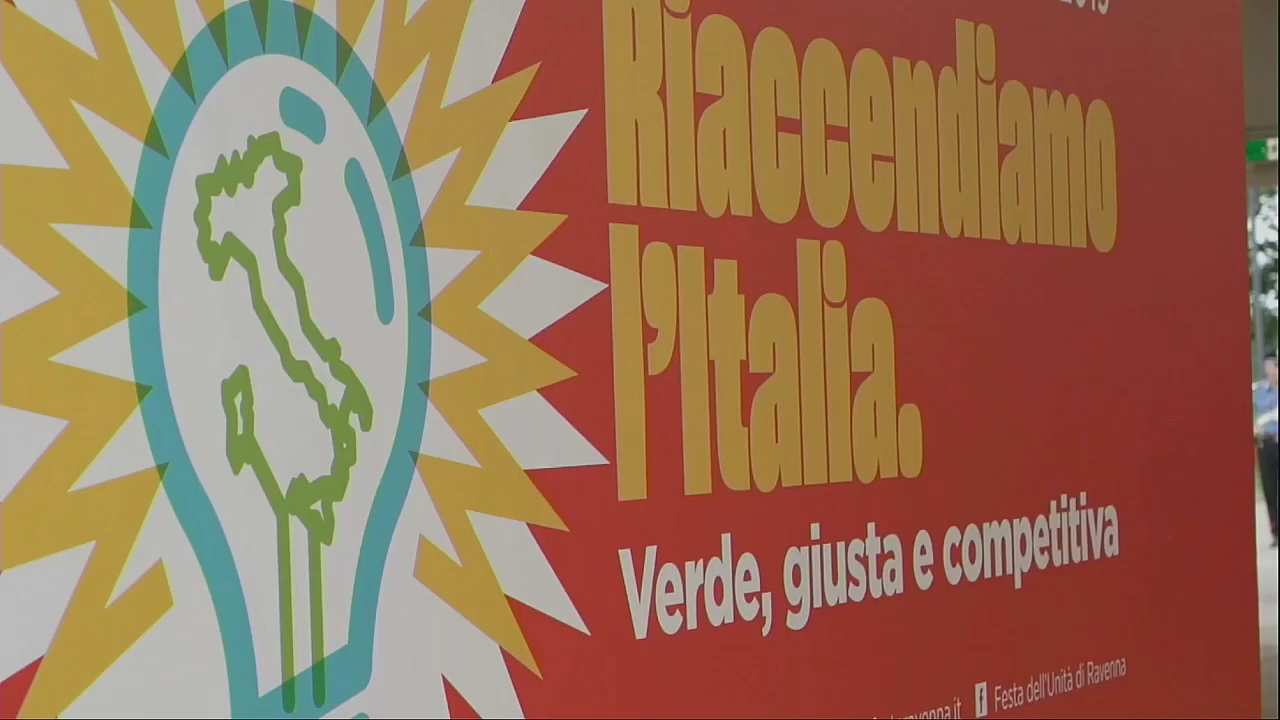 Riaccendiamo
l'Italia.
Verde, giusta e competitiva
Festa dell'Unità di Ravenna